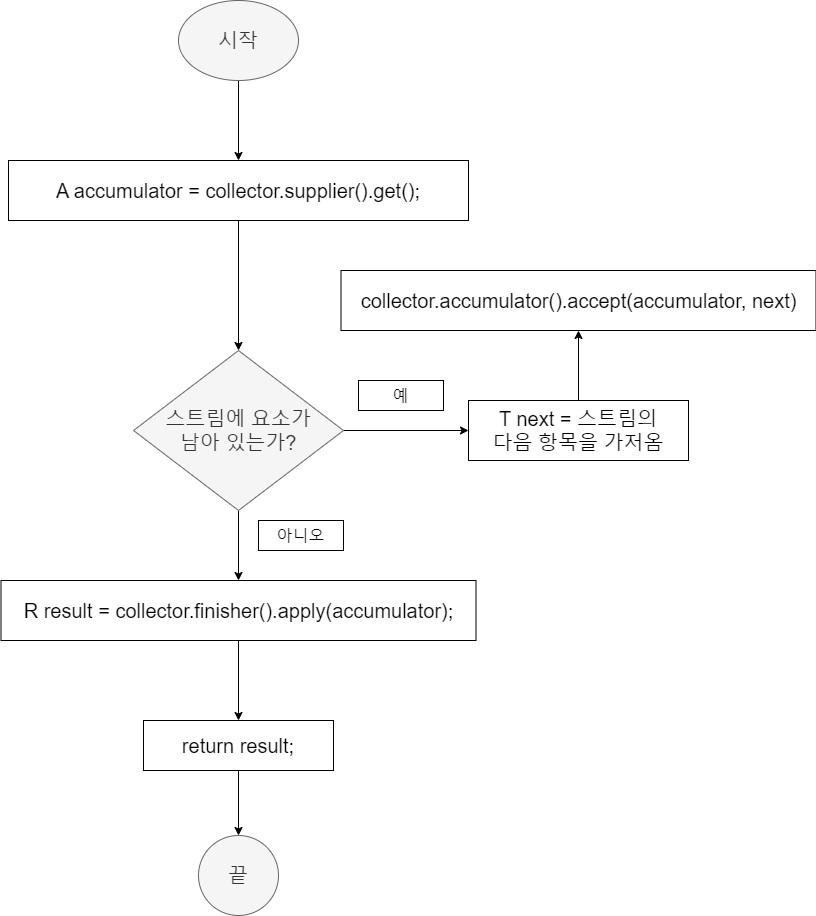 시작
A accumulator = collector.supplier().get();
collector.accumulator().accept(accumulator, next)
스트림에 요소가
남아 있는가?
예
T next = 스트림의
다음 항목을 가저옴
아니오
R result = collector.finisher().apply(accumulator);
return result;
끝